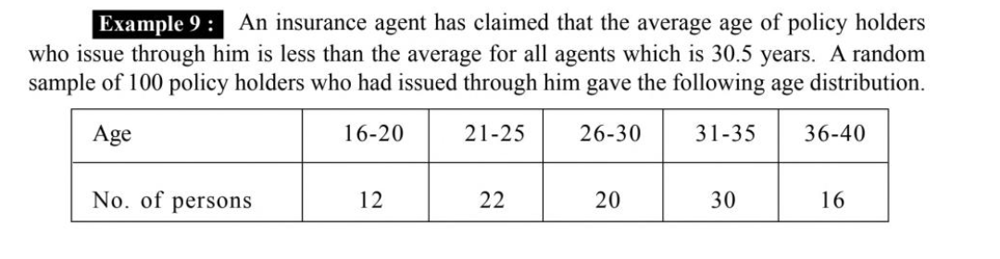 Example 9 : An insurance agent has claimed that the average age of policy holders
who issue through him is less than the average for all agents which is 30.5 years. A random
sample of 100 policy holders who had issued through him gave the following age distribution.
Age 16-20 21-25 26-30 31-35 36-40
No. of persons 12 22 20 30 16